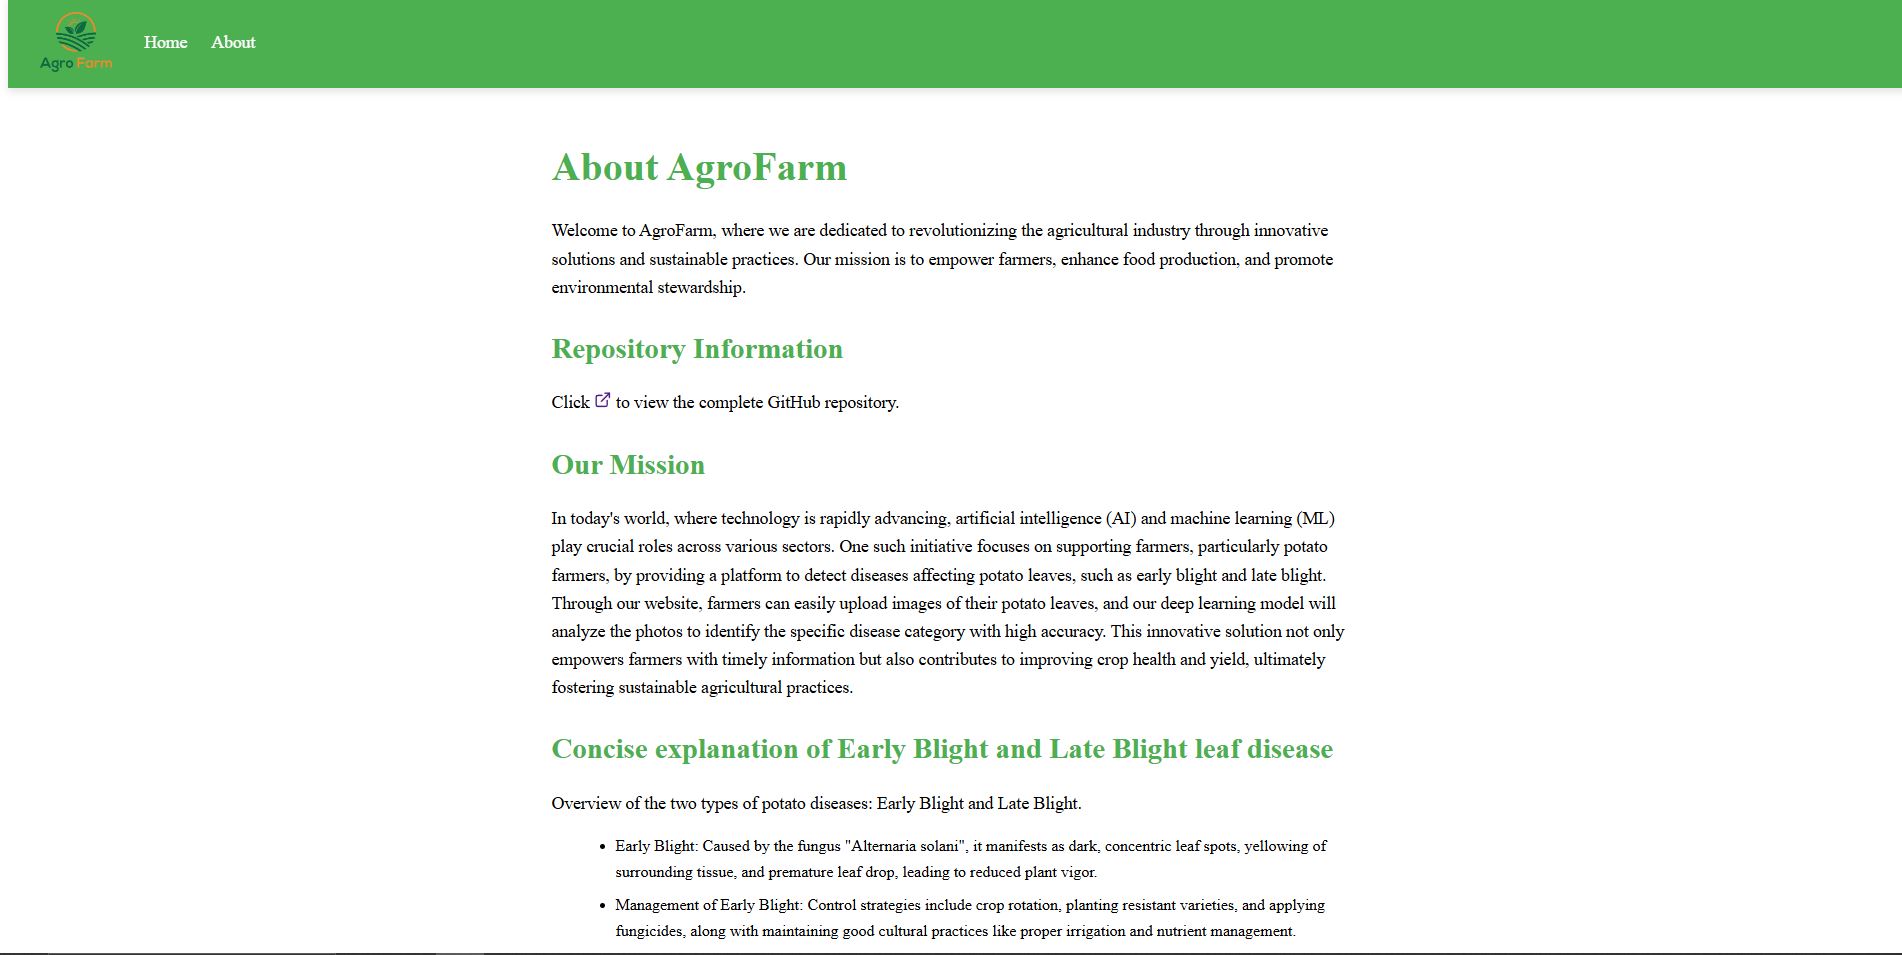 Agro Farm
Home About
About AgroFarm
Welcome to AgroFarm, where we are dedicated to revolutionizing the agricultural industry through innovative
solutions and sustainable practices. Our mission is to empower farmers, enhance food production, and promote
environmental stewardship.
Repository Information
Click to view the complete GitHub repository.
Our Mission
In today's world, where technology is rapidly advancing, artificial intelligence (AI) and machine learning (ML)
play crucial roles across various sectors. One such initiative focuses on supporting farmers, particularly potato
farmers, by providing a platform to detect diseases affecting potato leaves, such as early blight and late blight.
Through our website, farmers can easily upload images of their potato leaves, and our deep learning model will
analyze the photos to identify the specific disease category with high accuracy. This innovative solution not only
empowers farmers with timely information but also contributes to improving crop health and yield, ultimately
fostering sustainable agricultural practices.
Concise explanation of Early Blight and Late Blight leaf disease
Overview of the two types of potato diseases: Early Blight and Late Blight.
• Early Blight: Caused by the fungus "Alternaria solani", it manifests as dark, concentric leaf spots, yellowing of
surrounding tissue, and premature leaf drop, leading to reduced plant vigor.
• Management of Early Blight: Control strategies include crop rotation, planting resistant varieties, and applying
fungicides, along with maintaining good cultural practices like proper irrigation and nutrient management.